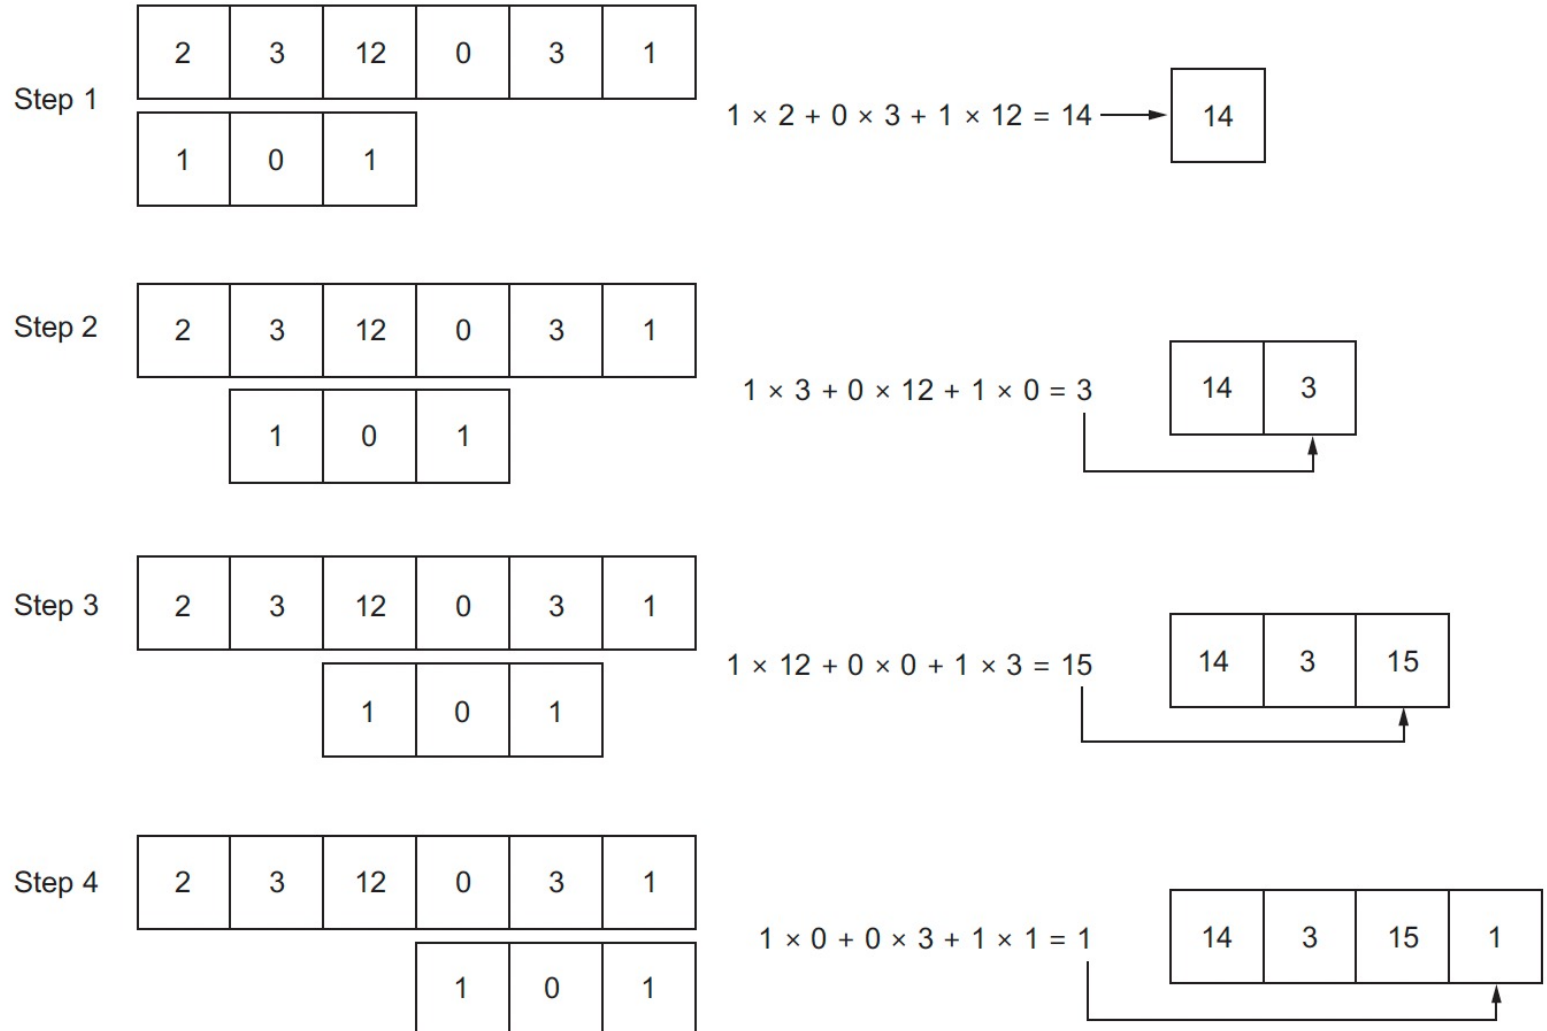 2 3 12 0 3 1
Step 1
1 × 2 + 0 × 3 + 1 × 12 = 14
14
1 0 1
2 3 12 0 3 1
Step 2
1 × 3 + 0 × 12 + 1 × 0 = 3
14 3
1 0 1
2 3 12 0 3 1
Step 3
1 × 12 + 0 × 0 + 1 × 3 = 15
14 3 15
1 0 1
2 3 12 0 3 1
Step 4
1 × 0 + 0 × 3 + 1 × 1 = 1
14 3 15 1
1 0 1